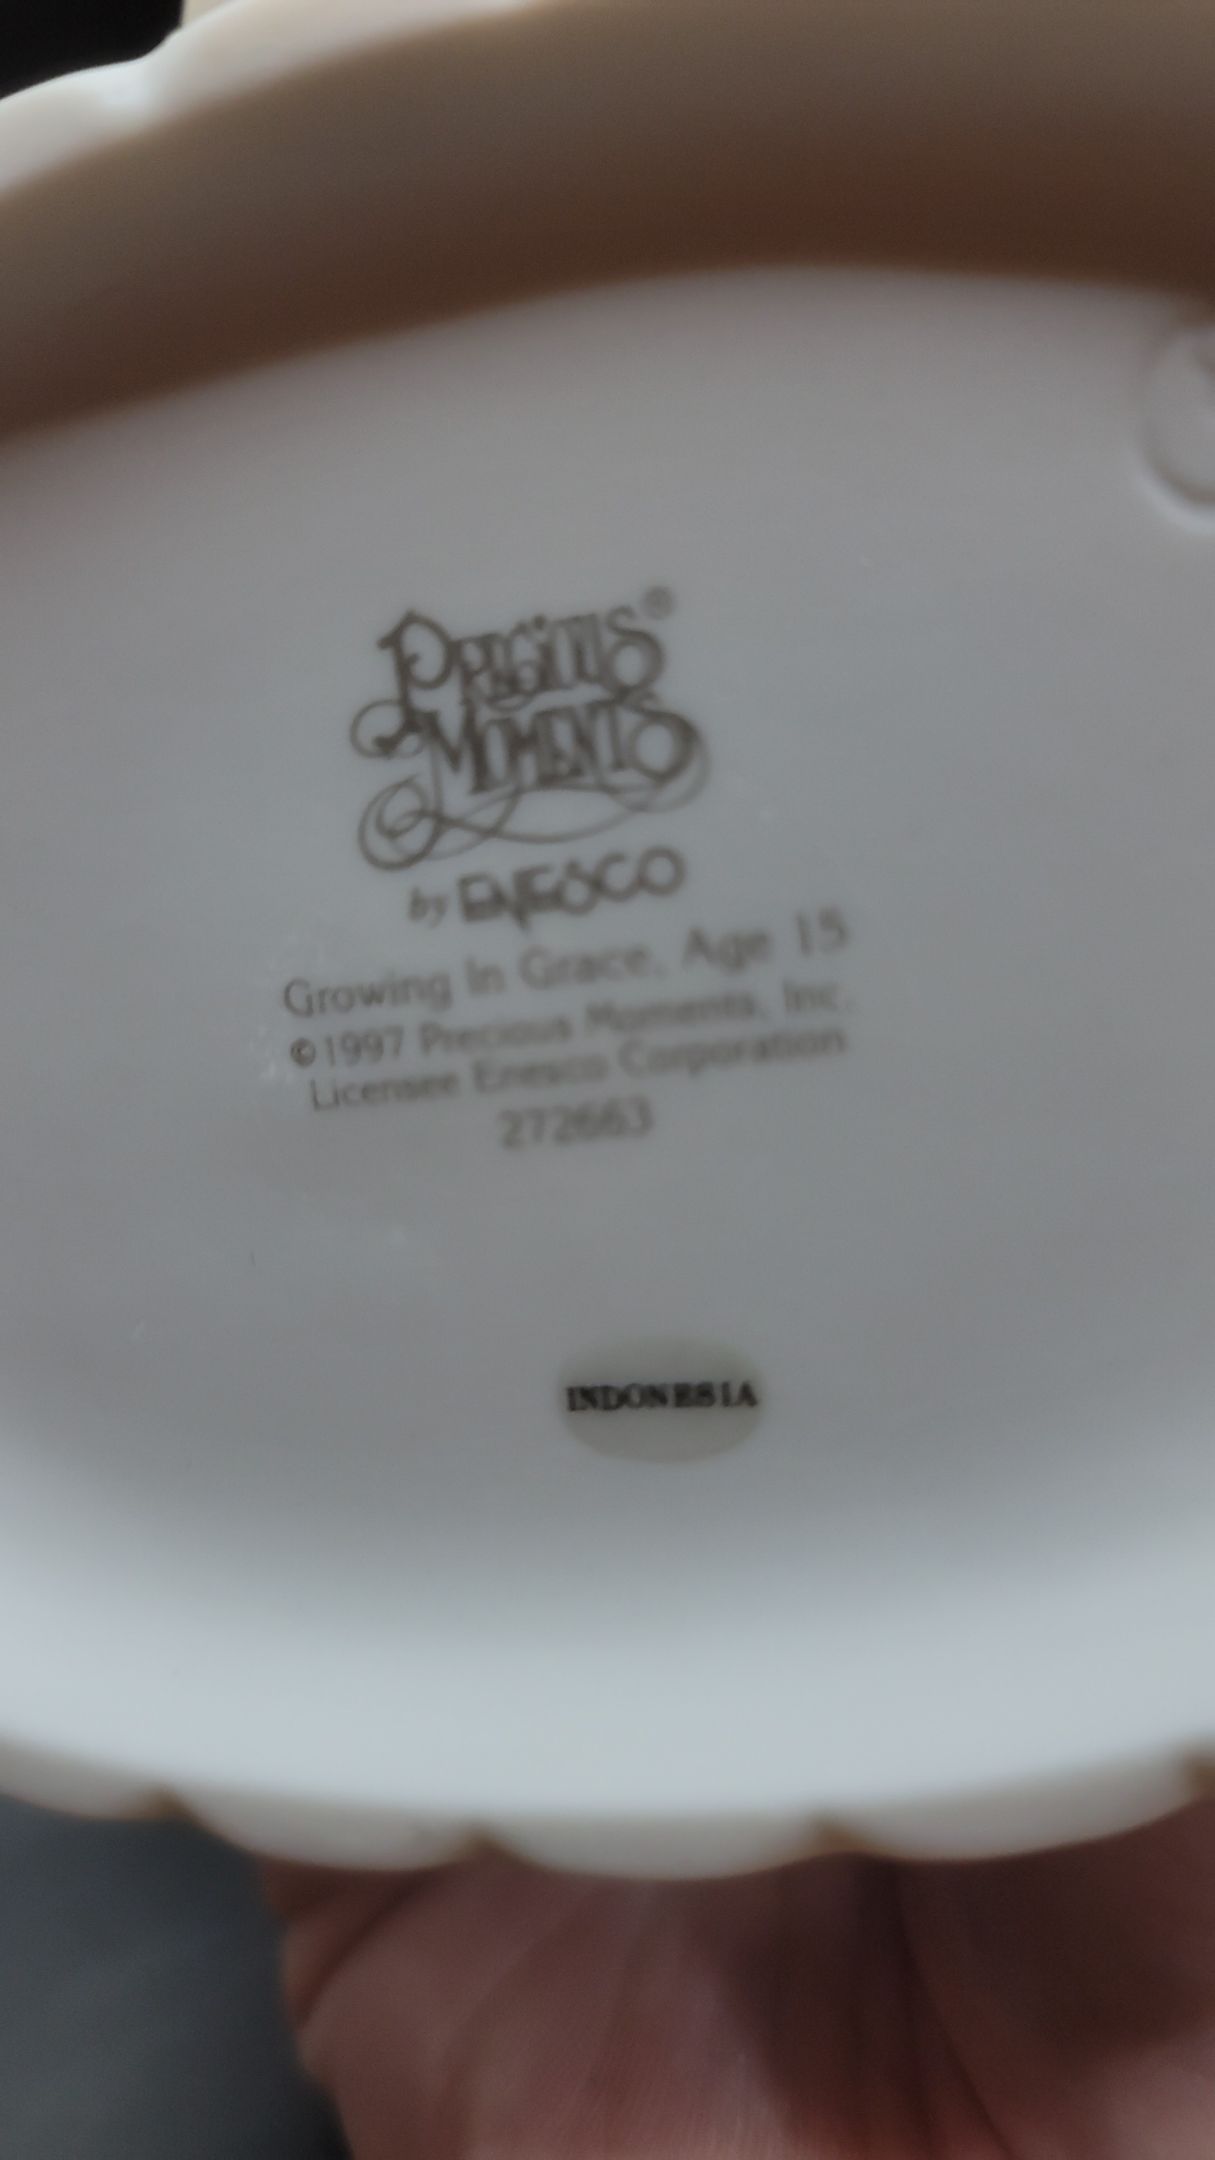 PRECIOUS®
MOMENTS
by ENESCO
Growing In Grace, Age 15
©1997 Precious Moments, Inc.
Licensee Enesco Corporation
272663
INDONESIA